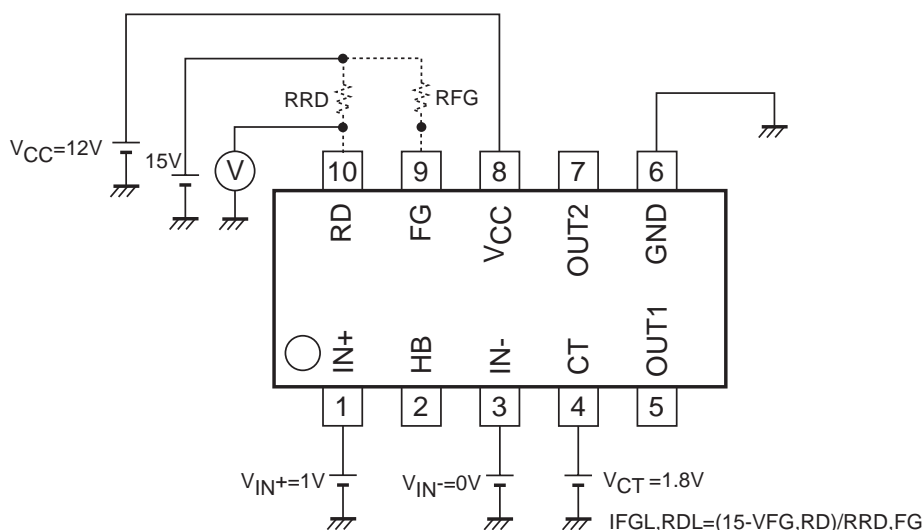 RRD
RFG
VCC=12V
15V
V
10
9
8
7
6
RD
FG
VCC
OUT2
GND
IN+
HB
IN-
CT
OUT1
1
2
3
4
5
VIN+=1V
VIN-=0V
VCT=1.8V
IFGL,RDL=(15-VFG,RD)/RRD,FG